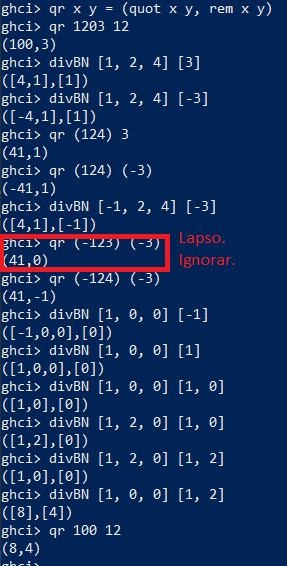 ghci> qr x y = (quot x y, rem x y)
ghci> qr 1203 12
(100,3)
ghci> divBN [1, 2, 4] [3]
([4,1],[1])
ghci> divBN [1, 2, 4] [-3]
([-4,1],[1])
ghci> qr (124) 3
(41,1)
ghci> qr (124) (-3)
(-41,1)
ghci> divBN [-1, 2, 4] [-3]
([4,1],[-1])
ghci> qr (-123) (-3) Lapso.
(41,0) Ignorar.
ghci> qr (-124) (-3)
(41,-1)
ghci> divBN [1, 0, 0] [-1]
([-1,0,0],[0])
ghci> divBN [1, 0, 0] [1]
([1,0,0],[0])
ghci> divBN [1, 0, 0] [1, 0]
([1,0],[0])
ghci> divBN [1, 2, 0] [1, 0]
([1,2],[0])
ghci> divBN [1, 2, 0] [1, 2]
([1,0],[0])
ghci> divBN [1, 0, 0] [1, 2]
([8],[4])
ghci> qr 100 12
(8,4)
ghci>